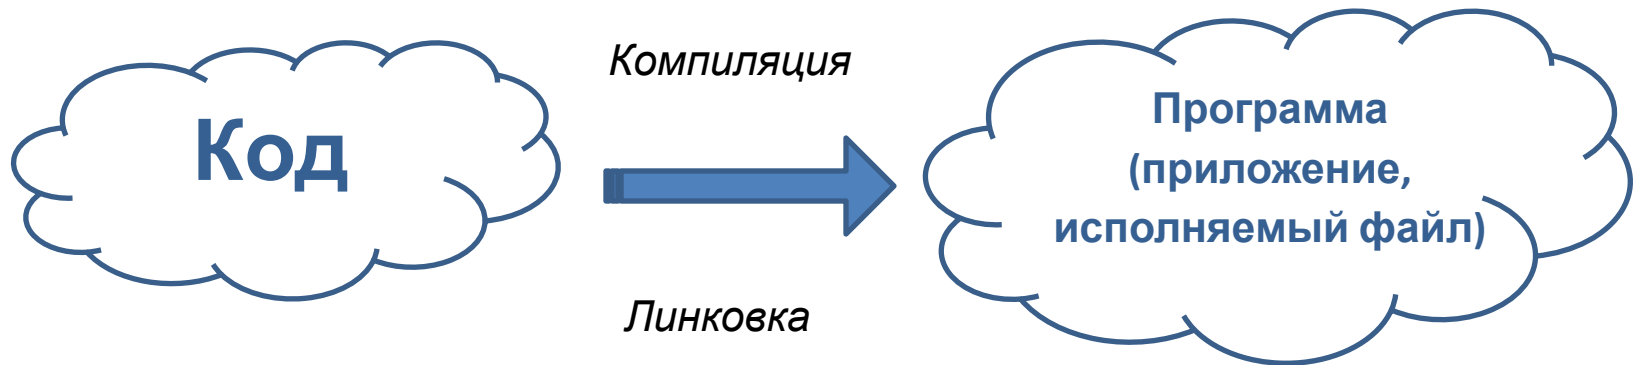 Код
Компиляция
Линковка
Программа
(приложение,
исполняемый файл)